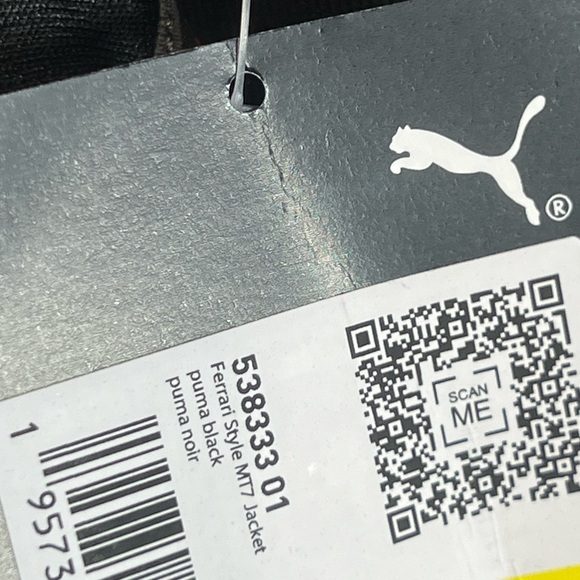 ®
SCAN
ME
538333 01
Ferrari Style MT7 Jacket
puma black
puma noir
1
9573